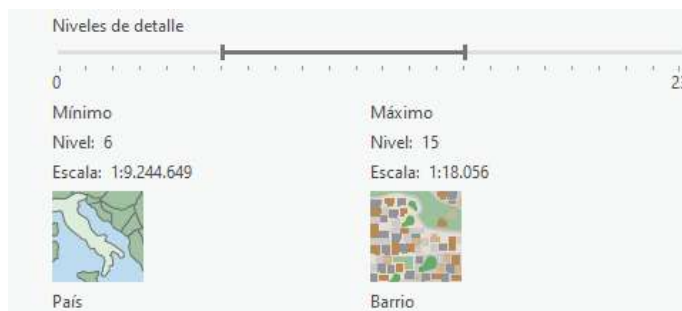 Niveles de detalle
0
Mínimo Máximo
Nivel: 6 Nivel: 15
Escala: 1:9.244.649 Escala: 1:18.056
País Barrio